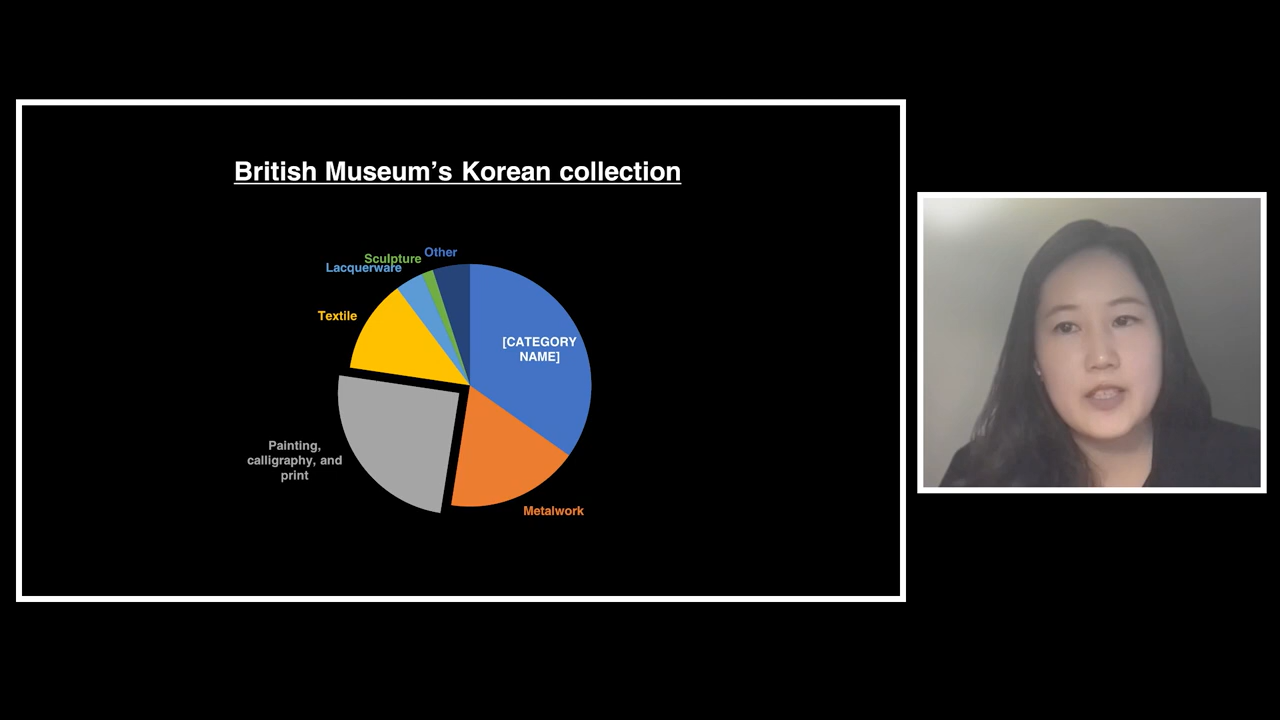 British Museum’s Korean collection
Other
Sculpture
Lacquerware
Textile
[CATEGORY
NAME]
Painting,
calligraphy, and
print
Metalwork